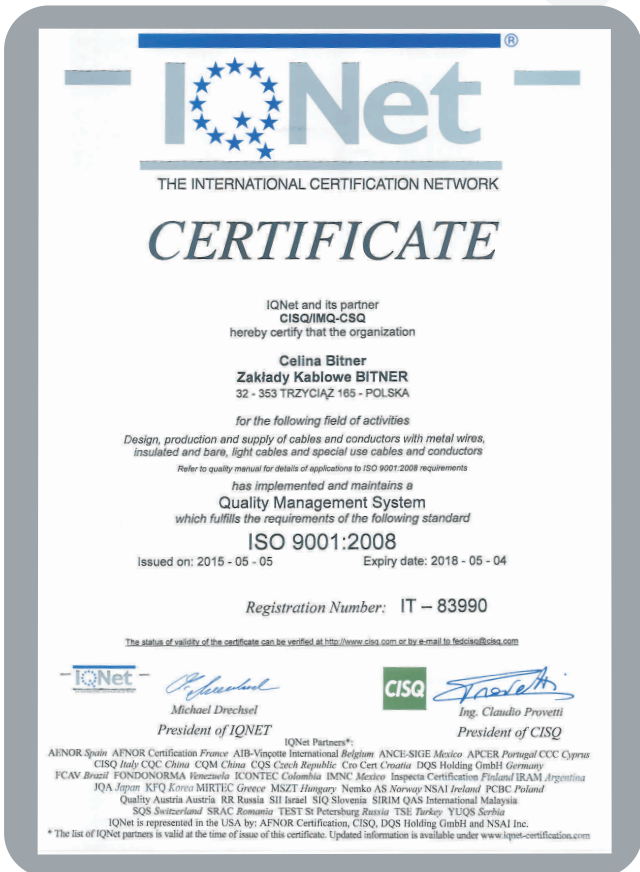 IQNet ®
THE INTERNATIONAL CERTIFICATION NETWORK
CERTIFICATE
IQNet and its partner
CISQ/IMQ-CSQ
hereby certify that the organization
Celina Bitner
Zakłady Kablowe BITNER
32 - 353 TRZYCIĄŻ 165 - POLSKA
for the following field of activities
Design, production and supply of cables and conductors with metal wires,
insulated and bare, light cables and special use cables and conductors
Refer to quality manual for details of applications to ISO 9001:2008 requirements
has implemented and maintains a
Quality Management System
which fulfills the requirements of the following standard
ISO 9001:2008
Issued on: 2015 - 05 - 05 Expiry date: 2018 - 05 - 04
Registration Number: IT – 83990
The status of validity of the certificate can be verified at http://www.cisq.com or by e-mail to fedcisq@cisq.com
IQNet CISQ
Michael Drechsel Ing. Claudio Provetti
President of IQNET President of CISQ
IQNet Partners*:
AENOR Spain AFNOR Certification France AIB-Vinçotte International Belgium ANCE-SIGE Mexico APCER Portugal CCC Cyprus
CISQ Italy CQC China CQM China CQS Czech Republic Cro Cert Croatia DQS Holding GmbH Germany
FCAV Brazil FONDONORMA Venezuela ICONTEC Colombia IMNC Mexico Inspecta Certification Finland IRAM Argentina
JQA Japan KFQ Korea MIRTEC Greece MSZT Hungary Nemko AS Norway NSAI Ireland PCBC Poland
Quality Austria Austria RR Russia SII Israel SIQ Slovenia SIRIM QAS International Malaysia
SQS Switzerland SRAC Romania TEST St Petersburg Russia TSE Turkey YUQS Serbia
IQNet is represented in the USA by: AFNOR Certification, CISQ, DQS Holding GmbH and NSAI Inc.
* The list of IQNet partners is valid at the time of issue of this certificate. Updated information is available under www.iqnet-certification.com